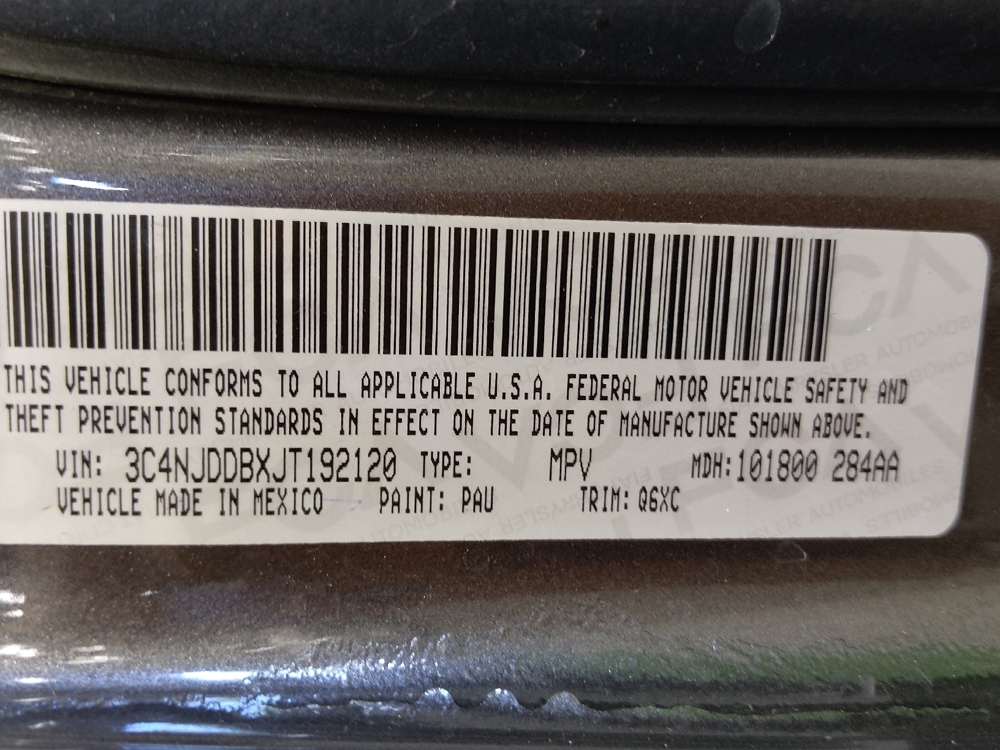 THIS VEHICLE CONFORMS TO ALL APPLICABLE U.S.A. FEDERAL MOTOR VEHICLE SAFETY AND
THEFT PREVENTION STANDARDS IN EFFECT ON THE DATE OF MANUFACTURE SHOWN ABOVE.
VIN: 3C4NJDDBXJT192120 TYPE: MPV MDH:101800 284AA
VEHICLE MADE IN MEXICO PAINT: PAU TRIM: Q6XC